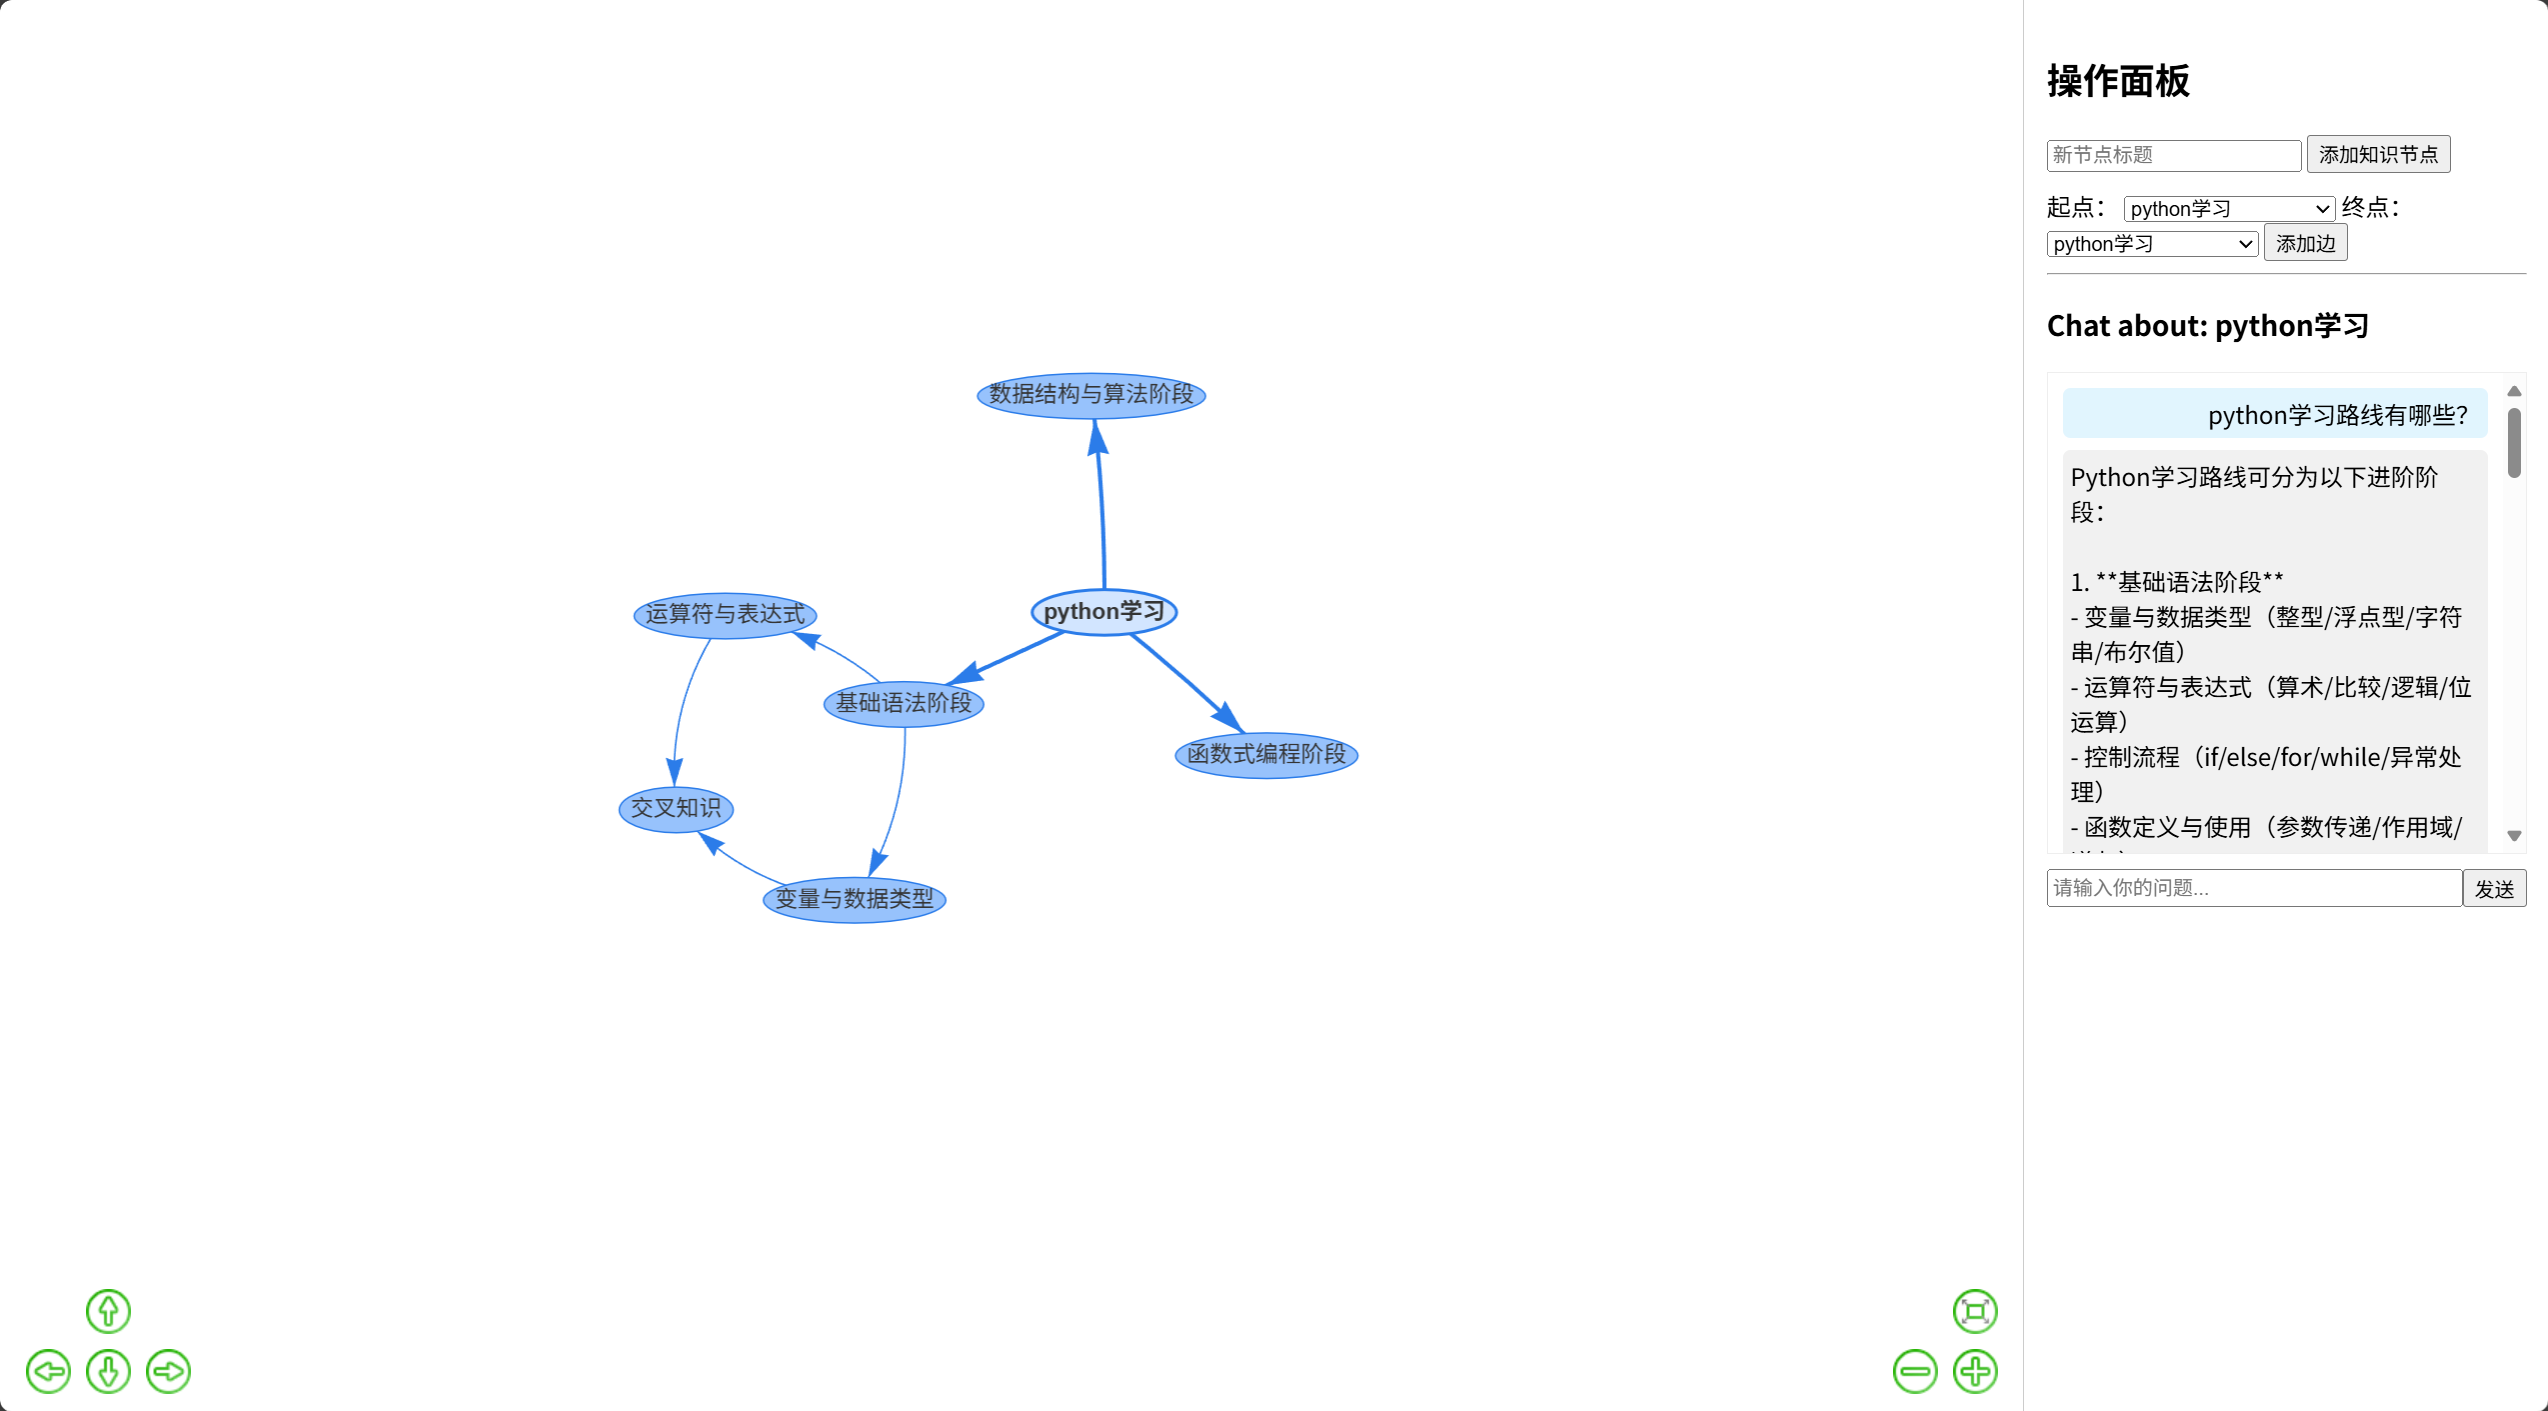 数据结构与算法阶段
python学习
运算符与表达式
基础语法阶段
函数式编程阶段
交叉知识
变量与数据类型
操作面板
新节点标题 添加知识节点
起点： python学习 终点：
python学习 添加边
Chat about: python学习
python学习路线有哪些？
Python学习路线可分为以下进阶阶
段：
1. **基础语法阶段**
- 变量与数据类型（整型/浮点型/字符
串/布尔值）
- 运算符与表达式（算术/比较/逻辑/位
运算）
- 控制流程（if/else/for/while/异常处
理）
- 函数定义与使用（参数传递/作用域/
请输入你的问题... 发送